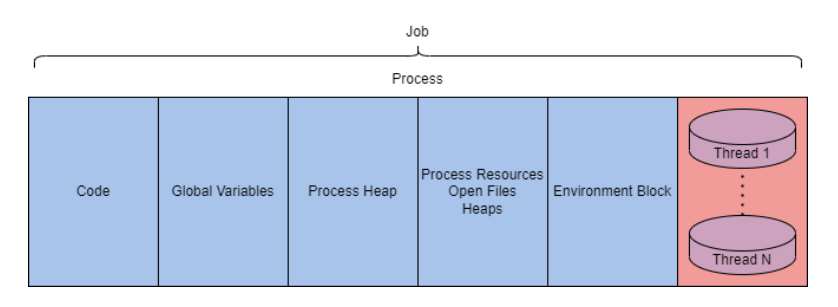 Job
Process
Code
Global Variables
Process Heap
Process Resources
Open Files
Heaps
Environment Block
Thread 1
Thread N